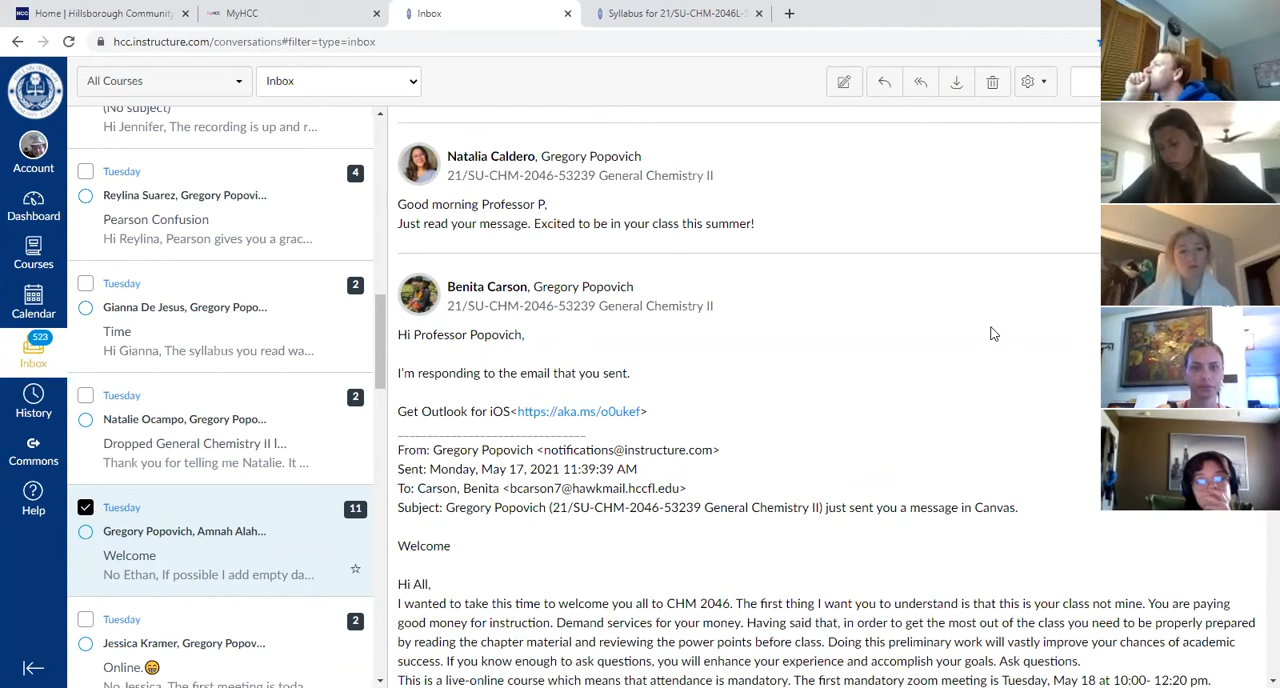 Home | Hillsborough Community
MyHCC
Inbox
Syllabus for 21/SU-CHM-2046L-
hcc.instructure.com/conversations#filter=type=inbox
All Courses
Inbox
Account
Dashboard
Courses
Calendar
523
Inbox
History
Commons
Help
(No subject)
Hi Jennifer, The recording is up and r...
Tuesday
4
Reylina Suarez, Gregory Popovi...
Pearson Confusion
Hi Reylina, Pearson gives you a grac...
Tuesday
2
Gianna De Jesus, Gregory Popo...
Time
Hi Gianna, The syllabus you read wa...
Tuesday
2
Natalie Ocampo, Gregory Popo...
Dropped General Chemistry II l...
Thank you for telling me Natalie. It ...
Tuesday
11
Gregory Popovich, Amnah Alah...
Welcome
No Ethan, If possible I add empty da...
Tuesday
2
Jessica Kramer, Gregory Popov...
Online.
No Jessica, The first meeting is toda
Natalia Caldero, Gregory Popovich
21/SU-CHM-2046-53239 General Chemistry II
Good morning Professor P,
Just read your message. Excited to be in your class this summer!
Benita Carson, Gregory Popovich
21/SU-CHM-2046-53239 General Chemistry II
Hi Professor Popovich,
I'm responding to the email that you sent.
Get Outlook for iOS<https://aka.ms/o0ukef>
________________________________
From: Gregory Popovich <notifications@instructure.com>
Sent: Monday, May 17, 2021 11:39:39 AM
To: Carson, Benita <bcarson7@hawkmail.hccfl.edu>
Subject: Gregory Popovich (21/SU-CHM-2046-53239 General Chemistry II) just sent you a message in Canvas.
Welcome
Hi All,
I wanted to take this time to welcome you all to CHM 2046. The first thing I want you to understand is that this is your class not mine. You are paying
good money for instruction. Demand services for your money. Having said that, in order to get the most out of the class you need to be properly prepared
by reading the chapter material and reviewing the power points before class. Doing this preliminary work will vastly improve your chances of academic
success. If you know enough to ask questions, you will enhance your experience and accomplish your goals. Ask questions.
This is a live-online course which means that attendance is mandatory. The first mandatory zoom meeting is Tuesday, May 18 at 10:00- 12:20 pm.